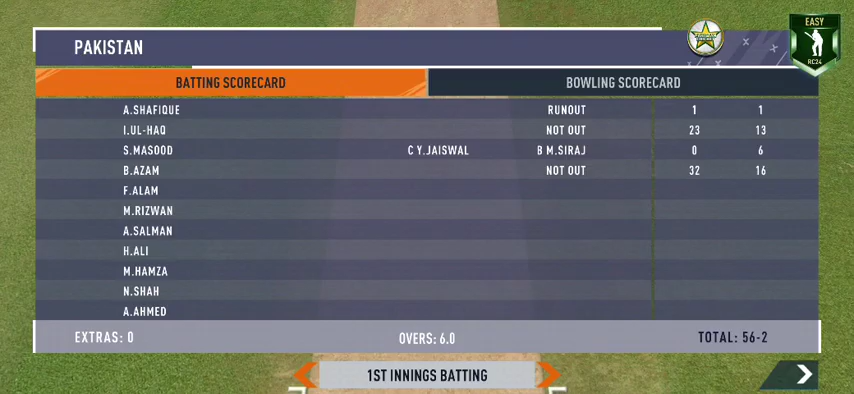 EASY
PAKISTAN
RC24
BATTING SCORECARD BOWLING SCORECARD
A.SHAFIQUE RUNOUT 1 1
I.UL-HAQ NOT OUT 23 13
S.MASOOD C Y.JAISWAL B M.SIRAJ 0 6
B.AZAM NOT OUT 32 16
F.ALAM
M.RIZWAN
A.SALMAN
H.ALI
M.HAMZA
N.SHAH
A.AHMED
EXTRAS: 0 OVERS: 6.0 TOTAL: 56-2
1ST INNINGS BATTING